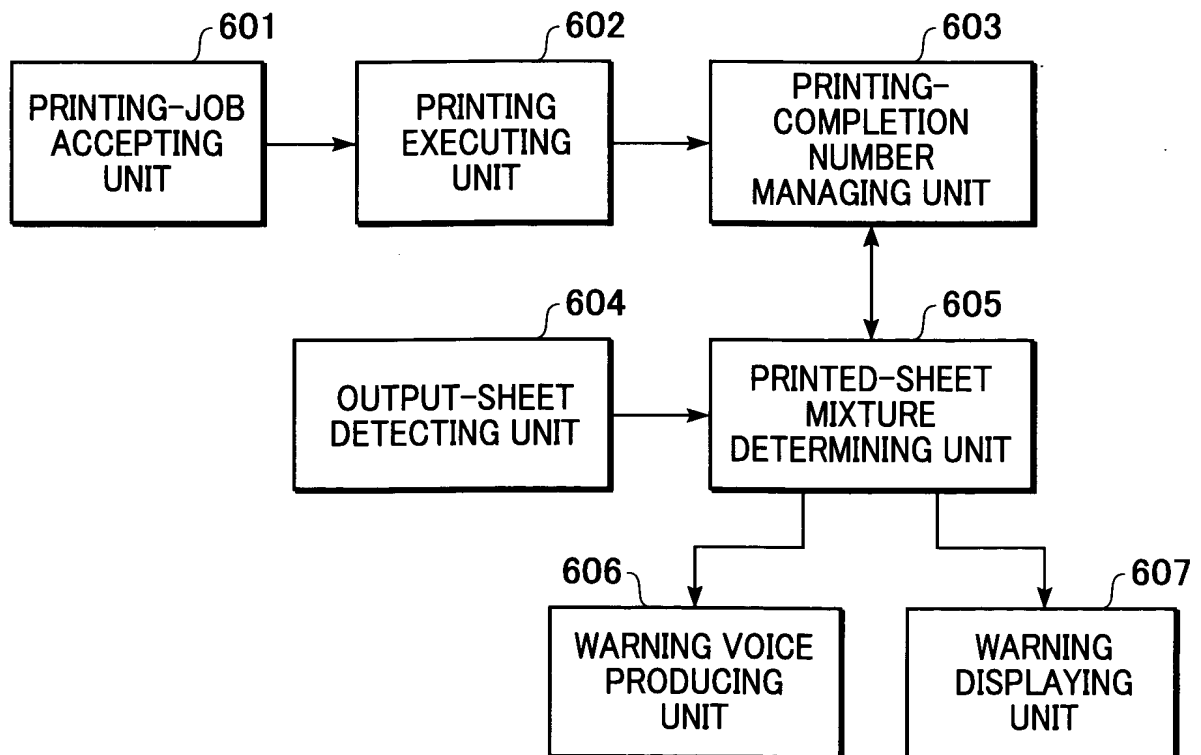 601
PRINTING-JOB
ACCEPTING
UNIT
602
PRINTING
EXECUTING
UNIT
603
PRINTING-
COMPLETION
NUMBER
MANAGING UNIT
604
OUTPUT-SHEET
DETECTING UNIT
605
PRINTED-SHEET
MIXTURE
DETERMINING UNIT
606
WARNING VOICE
PRODUCING
UNIT
607
WARNING
DISPLAYING
UNIT